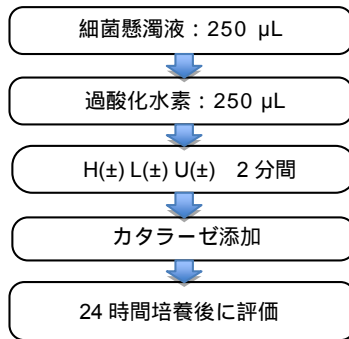 細菌懸濁液：250 µL
過酸化水素：250 µL
H(±) L(±) U(±) 2 分間
カタラーゼ添加
24 時間培養後に評価